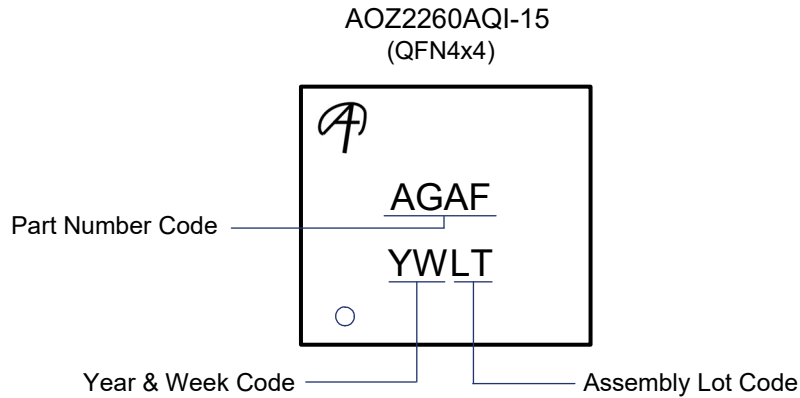 AOZ2260AQI-15
(QFN4x4)
AGAF
Part Number Code
YWLT
Year & Week Code
Assembly Lot Code